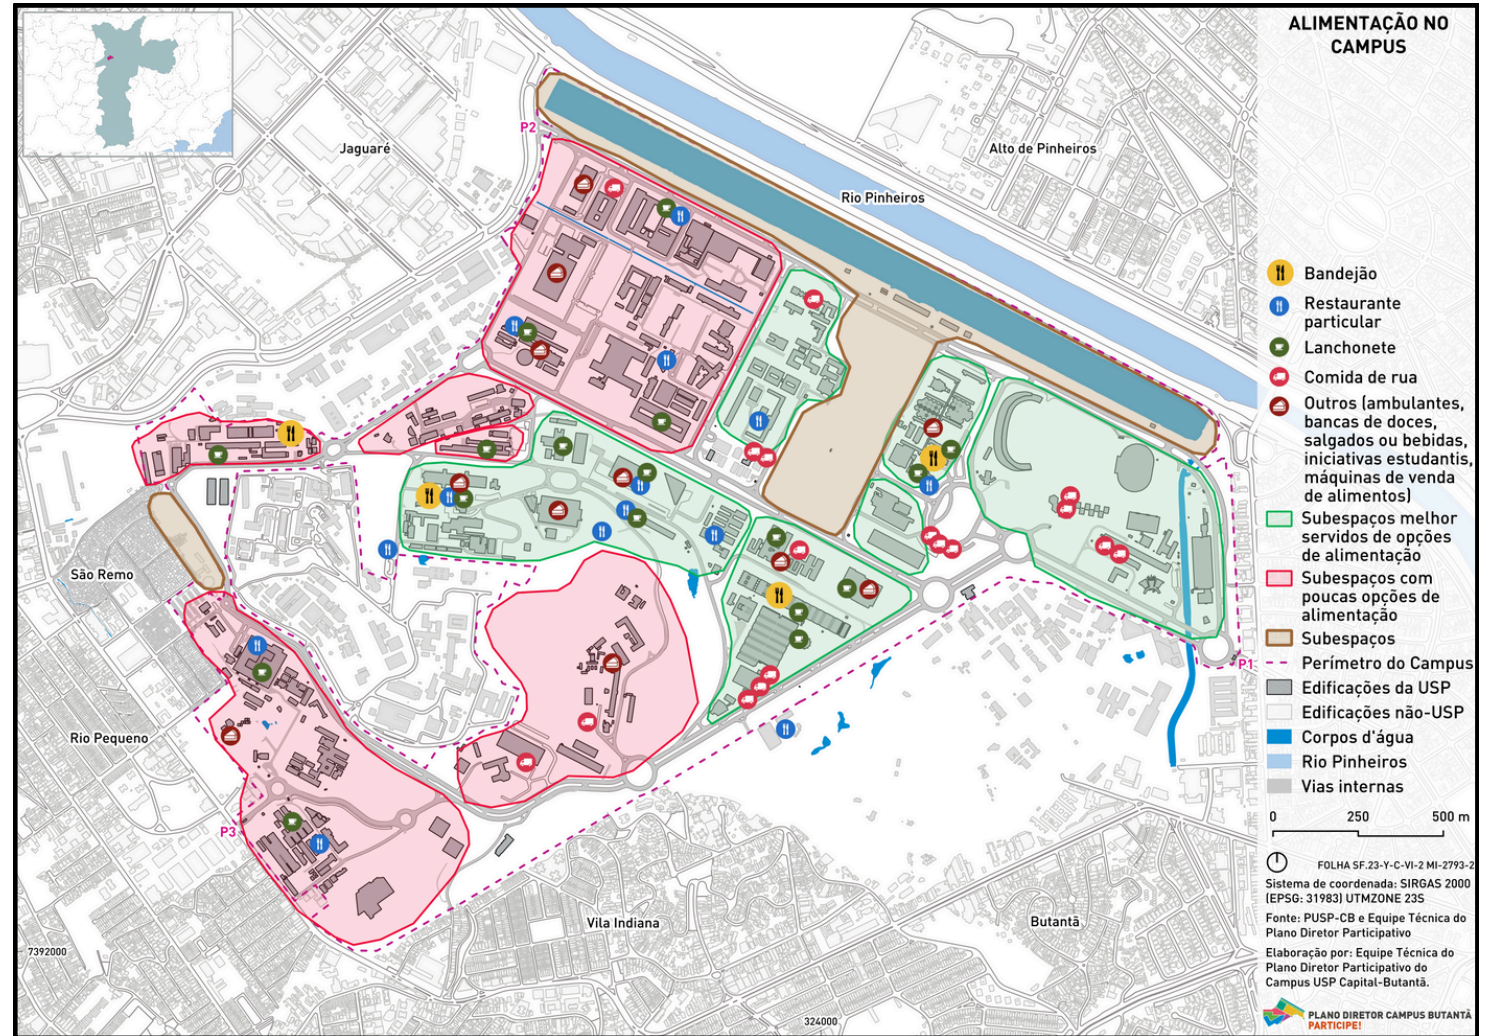 ALIMENTAÇÃO NO
CAMPUS
P2
Jaguaré
Alto de Pinheiros
Rio Pinheiros
São Remo
Rio Pequeno
P3
P1
Vila Indiana
Butantã
7392000
324000
Bandejão
Restaurante
particular
Lanchonete
Comida de rua
Outros (ambulantes,
bancas de doces,
salgados ou bebidas,
iniciativas estudantis,
máquinas de venda
de alimentos)
Subespaços melhor
servidos de opções
de alimentação
Subespaços com
poucas opções de
alimentação
Subespaços
Perímetro do Campus
Edificações da USP
Edificações não-USP
Corpos d'água
Rio Pinheiros
Vias internas
0 250 500 m
FOLHA SF.23-Y-C-VI-2 MI-2793-2
Sistema de coordenada: SIRGAS 2000
(EPSG: 31983) UTMZONE 23S
Fonte: PUSP-CB e Equipe Técnica do
Plano Diretor Participativo
Elaboração por: Equipe Técnica do
Plano Diretor Participativo do
Campus USP Capital-Butantã.
PLANO DIRETOR CAMPUS BUTANTÃ
PARTICIPE!